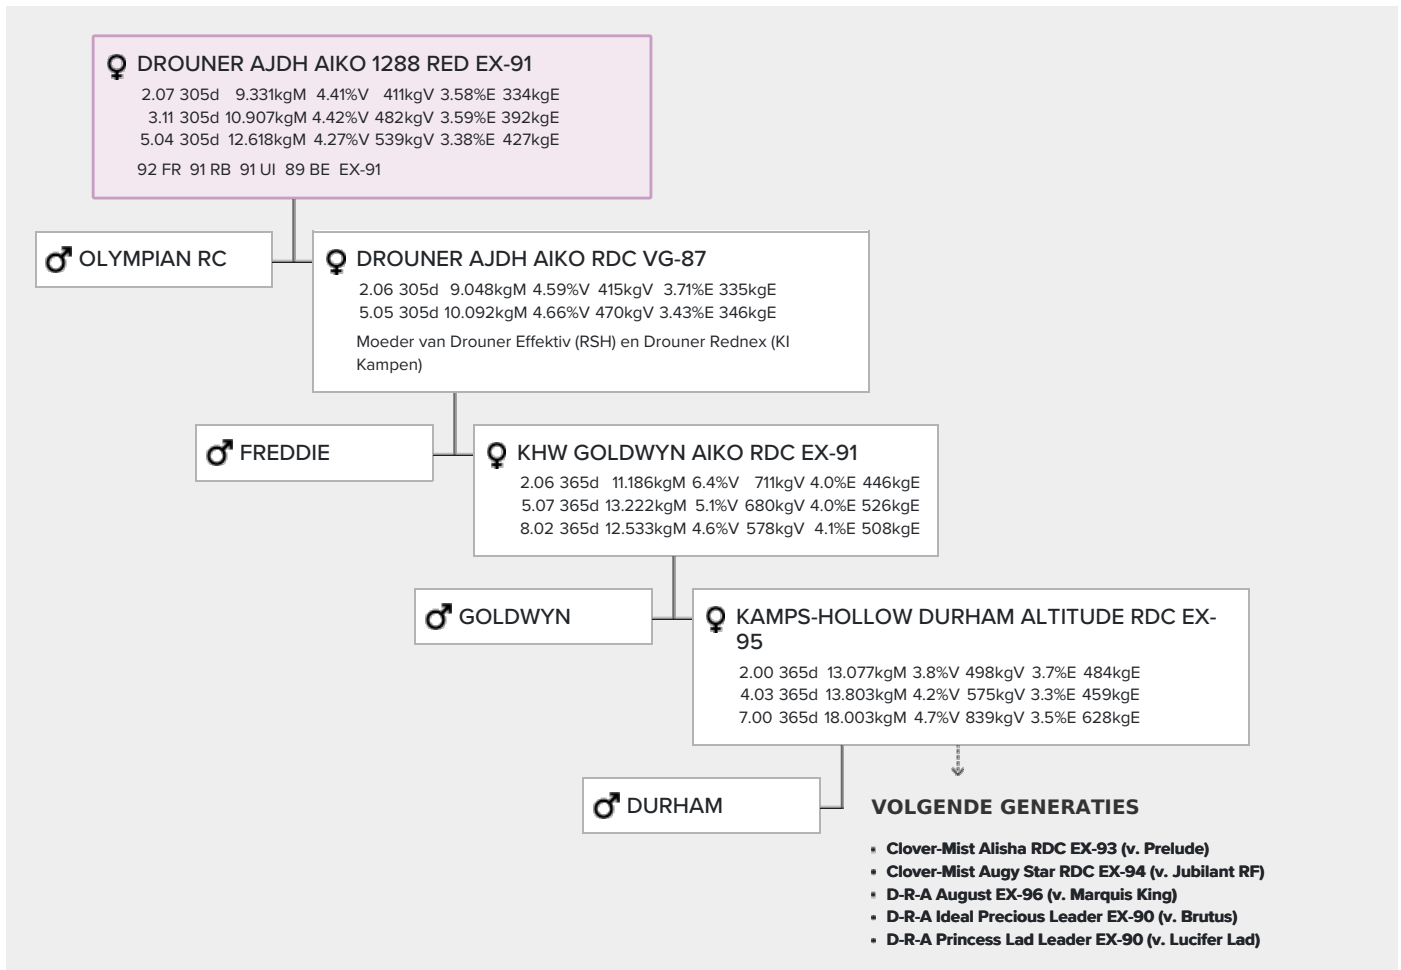 DROUNER AJDH AIKO 1288 RED EX-91
2.07 305d 9.331kgM 4.41%V 411kgV 3.58%E 334kgE
3.11 305d 10.907kgM 4.42%V 482kgV 3.59%E 392kgE
5.04 305d 12.618kgM 4.27%V 539kgV 3.38%E 427kgE
92 FR 91 RB 91 UI 89 BE EX-91
OLYMPIAN RC
DROUNER AJDH AIKO RDC VG-87
2.06 305d 9.048kgM 4.59%V 415kgV 3.71%E 335kgE
5.05 305d 10.092kgM 4.66%V 470kgV 3.43%E 346kgE
Moeder van Drouner Effektiv (RSH) en Drouner Rednex (KI
Kampen)
FREDDIE
KHW GOLDWYN AIKO RDC EX-91
2.06 365d 11.186kgM 6.4%V 711kgV 4.0%E 446kgE
5.07 365d 13.222kgM 5.1%V 680kgV 4.0%E 526kgE
8.02 365d 12.533kgM 4.6%V 578kgV 4.1%E 508kgE
GOLDWYN
KAMPS-HOLLOW DURHAM ALTITUDE RDC EX-
95
2.00 365d 13.077kgM 3.8%V 498kgV 3.7%E 484kgE
4.03 365d 13.803kgM 4.2%V 575kgV 3.3%E 459kgE
7.00 365d 18.003kgM 4.7%V 839kgV 3.5%E 628kgE
DURHAM
VOLGENDE GENERATIES
Clover-Mist Alisha RDC EX-93 (v. Prelude)
Clover-Mist Augy Star RDC EX-94 (v. Jubilant RF)
D-R-A August EX-96 (v. Marquis King)
D-R-A Ideal Precious Leader EX-90 (v. Brutus)
D-R-A Princess Lad Leader EX-90 (v. Lucifer Lad)